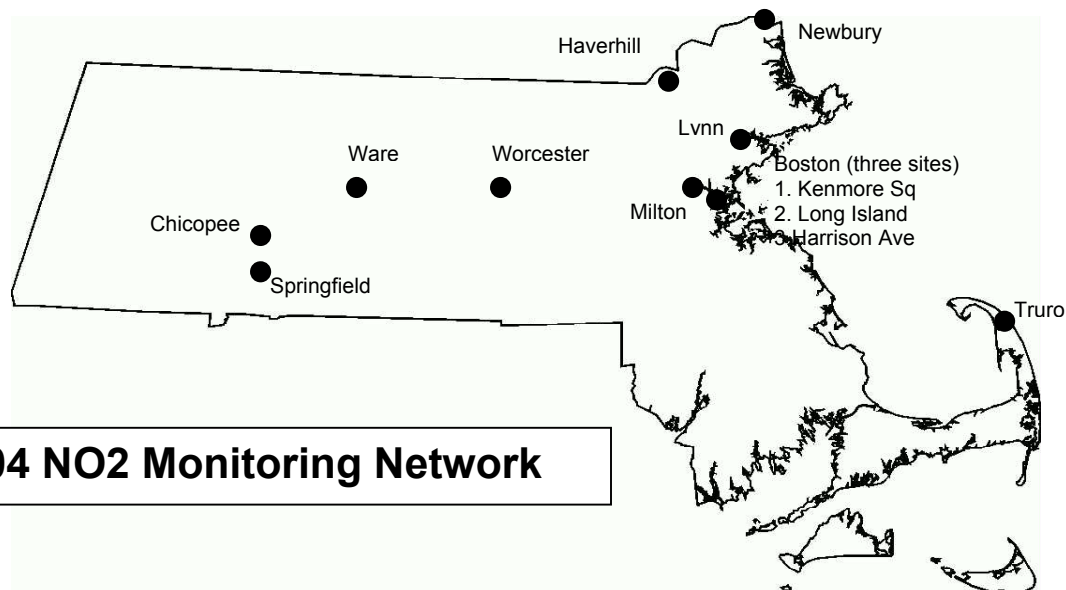 Newbury
Haverhill
Lvnn
Ware
Worcester
Boston (three sites)
1. Kenmore Sq
Milton
2. Long Island
Chicopee
3.Harrison Ave
Springfield
Truro
04 NO2 Monitoring Network